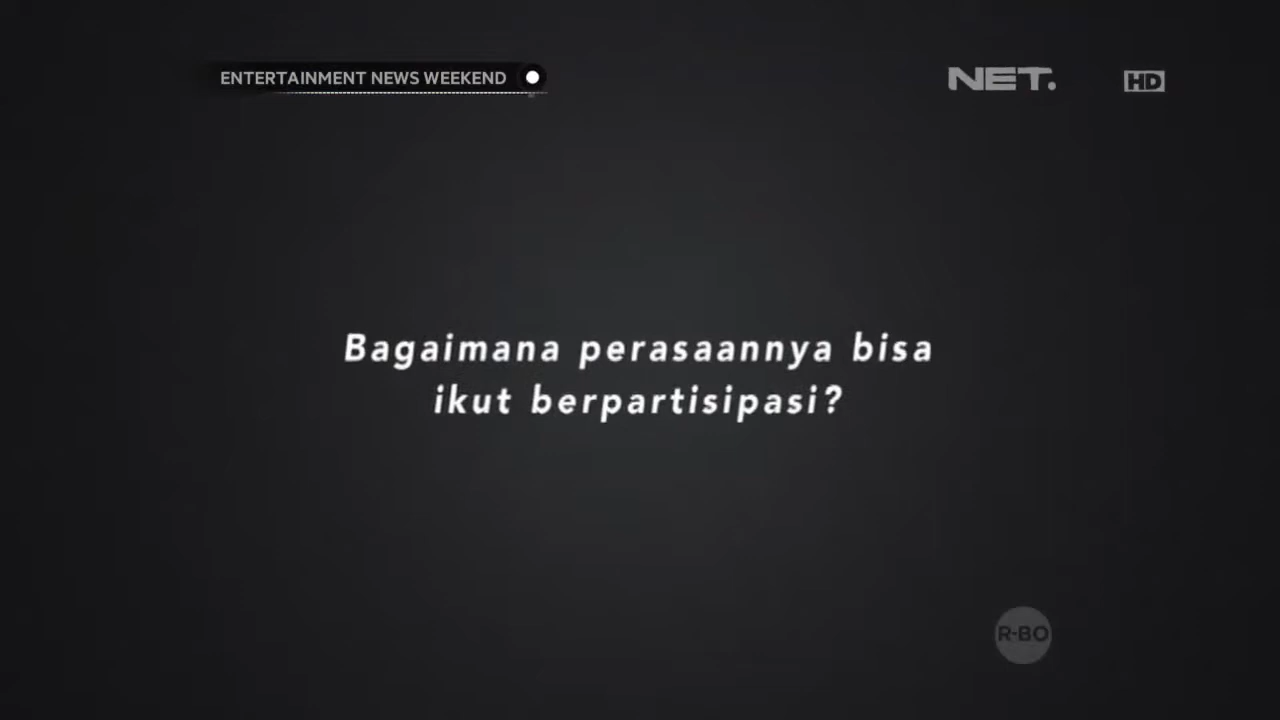 ENTERTAINMENT NEWS WEEKEND
NET.
HD
Bagaimana perasaannya bisa
ikut berpartisipasi?
R-BO